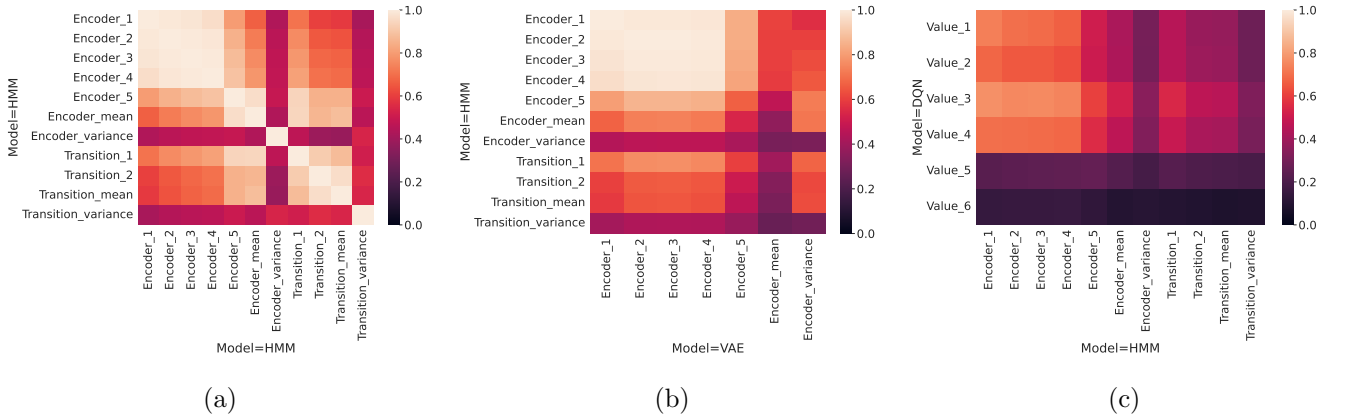 Model=HMM
Encoder_1
Encoder_2
Encoder_3
Encoder_4
Encoder_5
Encoder_mean
Encoder_variance
Transition_1
Transition_2
Transition_mean
Transition_variance
1.0
0.8
0.6
0.4
0.2
0.0
Encoder_1
Encoder_2
Encoder_3
Encoder_4
Encoder_5
Encoder_mean
Encoder_variance
Transition_1
Transition_2
Transition_mean
Transition_variance
Model=HMM
(a)
Model=HMM
Encoder_1
Encoder_2
Encoder_3
Encoder_4
Encoder_5
Encoder_mean
Encoder_variance
Transition_1
Transition_2
Transition_mean
Transition_variance
1.0
0.8
0.6
0.4
0.2
0.0
Encoder_1
Encoder_2
Encoder_3
Encoder_4
Encoder_5
Encoder_mean
Encoder_variance
Model=VAE
(b)
Model=DQN
Value_1
Value_2
Value_3
Value_4
Value_5
Value_6
1.0
0.8
0.6
0.4
0.2
0.0
Encoder_1
Encoder_2
Encoder_3
Encoder_4
Encoder_5
Encoder_mean
Encoder_variance
Transition_1
Transition_2
Transition_mean
Transition_variance
Model=HMM
(c)